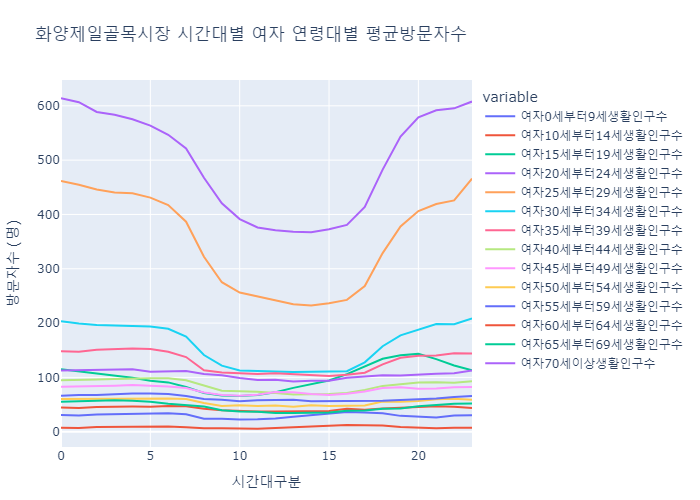 화양제일골목시장 시간대별 여자 연령대별 평균방문자수
variable
여자0세부터9세생활인구수
여자10세부터14세생활인구수
여자15세부터19세생활인구수
여자20세부터24세생활인구수
여자25세부터29세생활인구수
여자30세부터34세생활인구수
여자35세부터39세생활인구수
여자40세부터44세생활인구수
여자45세부터49세생활인구수
여자50세부터54세생활인구수
여자55세부터59세생활인구수
여자60세부터64세생활인구수
여자65세부터69세생활인구수
여자70세이상생활인구수
방문자수 ( 명)
600
500
400
300
200
100
0
0 5 10 15 20
시간대구분